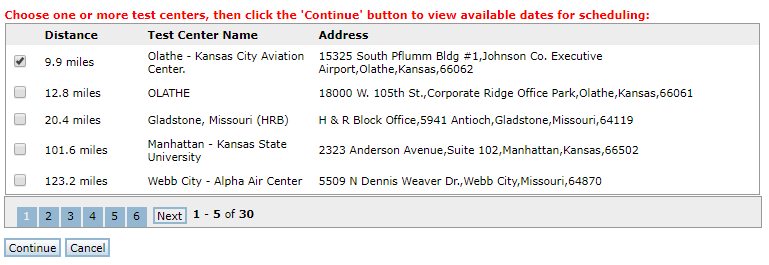 Choose one or more test centers, then click the 'Continue' button to view available dates for scheduling:
Distance Test Center Name Address
9.9 miles Olathe - Kansas City Aviation Center. 15325 South Pflumm Bldg #1,Johnson Co. Executive Airport,Olathe,Kansas,66062
12.8 miles OLATHE 18000 W. 105th St.,Corporate Ridge Office Park,Olathe,Kansas,66061
20.4 miles Gladstone, Missouri (HRB) H & R Block Office,5941 Antioch,Gladstone,Missouri,64119
101.6 miles Manhattan - Kansas State University 2323 Anderson Avenue,Suite 102,Manhattan,Kansas,66502
123.2 miles Webb City - Alpha Air Center 5509 N Dennis Weaver Dr.,Webb City,Missouri,64870
1 2 3 4 5 6 Next 1 - 5 of 30
Continue Cancel